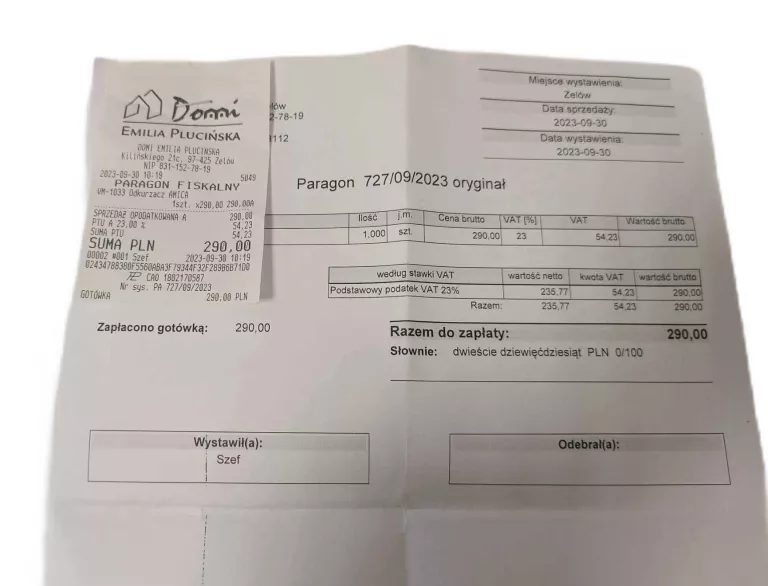 Domi
EMILIA PLUCIŃSKA
DOMI EMILIA PLUCIŃSKA
Kilińskiego 21c, 97-425 Zelów
NIP 831-152-78-19
2023-09-30 10:19 5049
PARAGON FISKALNY
VM-1033 Odkurzacz AMICA
1szt. x290,00 290,00A
SPRZEDAŻ OPODATKOWANA A 290,00
PTU A 23,00 % 54,23
SUMA PTU 54,23
SUMA PLN 290,00
00002 #001 Szef 2023-09-30 10:19
CAO 1802170587
Nr sys. PA 727/09/2023
GOTÓWKA 290,00 PLN
lów
2-78-19
112
Miejsce wystawienia:
Zelów
Data sprzedaży:
2023-09-30
Data wystawienia:
2023-09-30
Paragon 727/09/2023 oryginał
Ilość j.m. Cena brutto VAT [%] VAT Wartość brutto
1,000 szt. 290,00 23 54,23 290,00
według stawki VAT wartość netto kwota VAT wartość brutto
Podstawowy podatek VAT 23% 235,77 54,23 290,00
Razem: 235,77 54,23 290,00
Zapłacono gotówką: 290,00
Razem do zapłaty: 290,00
Słownie: dwieście dziewięćdziesiąt PLN 0/100
Wystawił(a):
Szef
Odebrał(a):